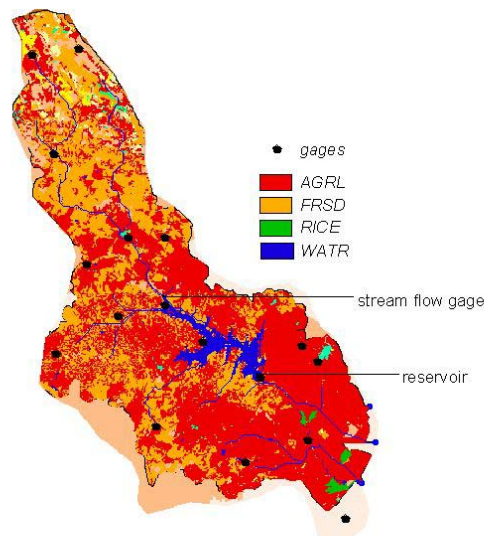 gages
AGRL
FRSD
RICE
WATR
stream flow gage
reservoir